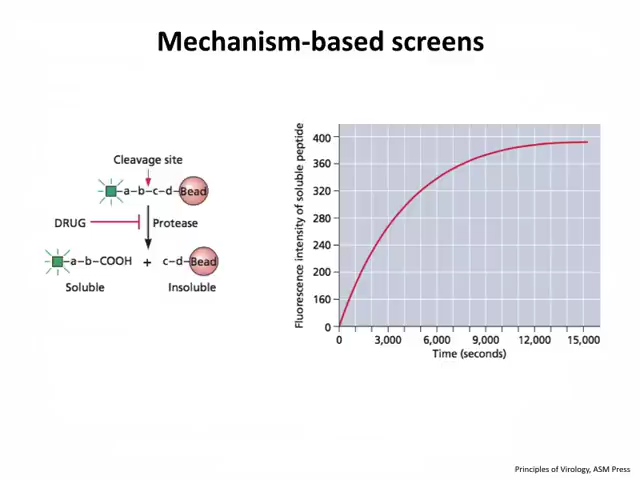 Mechanism-based screens
Cleavage site
a–b–c–d–Bead
DRUG
Protease
a–b–COOH + c–d–Bead
Soluble
Insoluble
Fluorescence intensity of soluble peptide
400
360
320
280
240
200
160
0
0 3,000 6,000 9,000 12,000 15,000
Time (seconds)
Principles of Virology, ASM Press